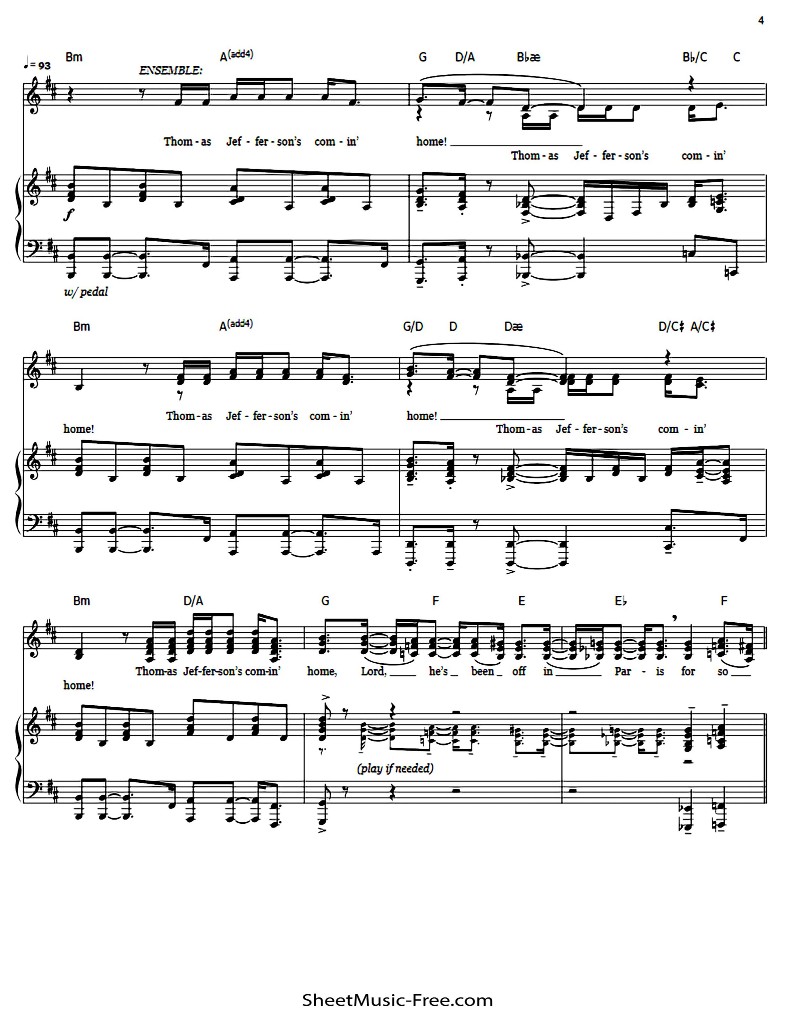 4
♩= 93
Bm A(add4) G D/A B♭æ B♭/C C
ENSEMBLE:
Thom - as Jef - fer - son's com - in' home!
Thom - as Jef - fer - son's com - in'
f
w/ pedal
Bm A(add4) G/D D Dæ D/C♯ A/C♯
Thom - as Jef - fer - son's com - in' home!
home! Thom - as Jef - fer - son's com - in'
Bm D/A G F E E♭ F
Thom-as Jef-fer-son's com-in' home, Lord, he's been off in Par - is for so
home!
(play if needed)
SheetMusic-Free.com